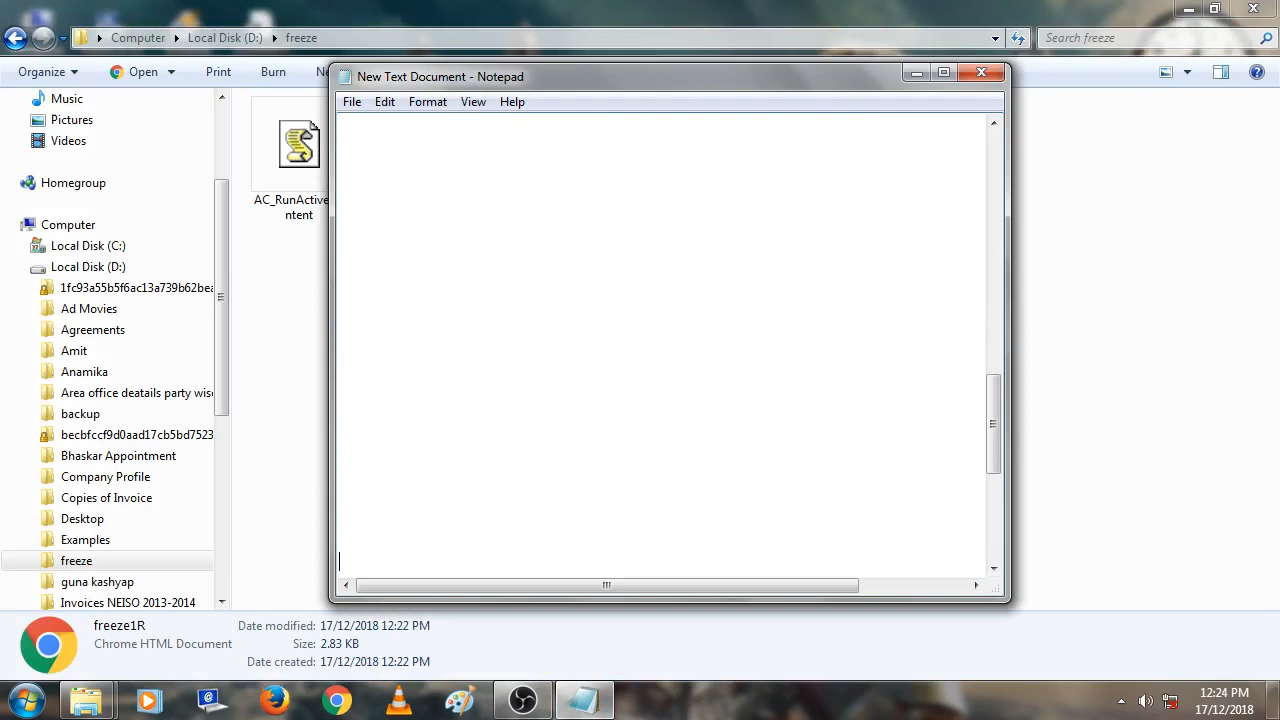 Computer
Local Disk (D:)
freeze
Search freeze
Organize
Open
Print
Burn
New Text Document - Notepad
File
Edit
Format
View
Help
Music
Pictures
Videos
Homegroup
Computer
Local Disk (C:)
Local Disk (D:)
1fc93a55b5f6ac13a739b62bea
Ad Movies
Agreements
Amit
Anamika
Area office deatails party wise
backup
becbfccf9d0aad17cb5bd7523
Bhaskar Appointment
Company Profile
Copies of Invoice
Desktop
Examples
freeze
guna kashyap
Invoices NEISO 2013-2014
AC_RunActive
ntent
freeze1R
Chrome HTML Document
Date modified: 17/12/2018 12:22 PM
Size: 2.83 KB
Date created: 17/12/2018 12:22 PM
12:24 PM
17/12/2018